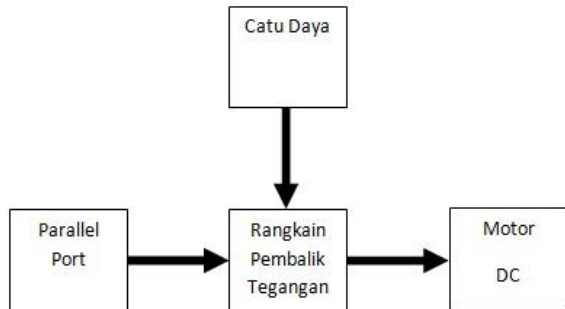 Catu Daya
Parallel
Port
Rangkain
Pembalik
Tegangan
Motor
DC